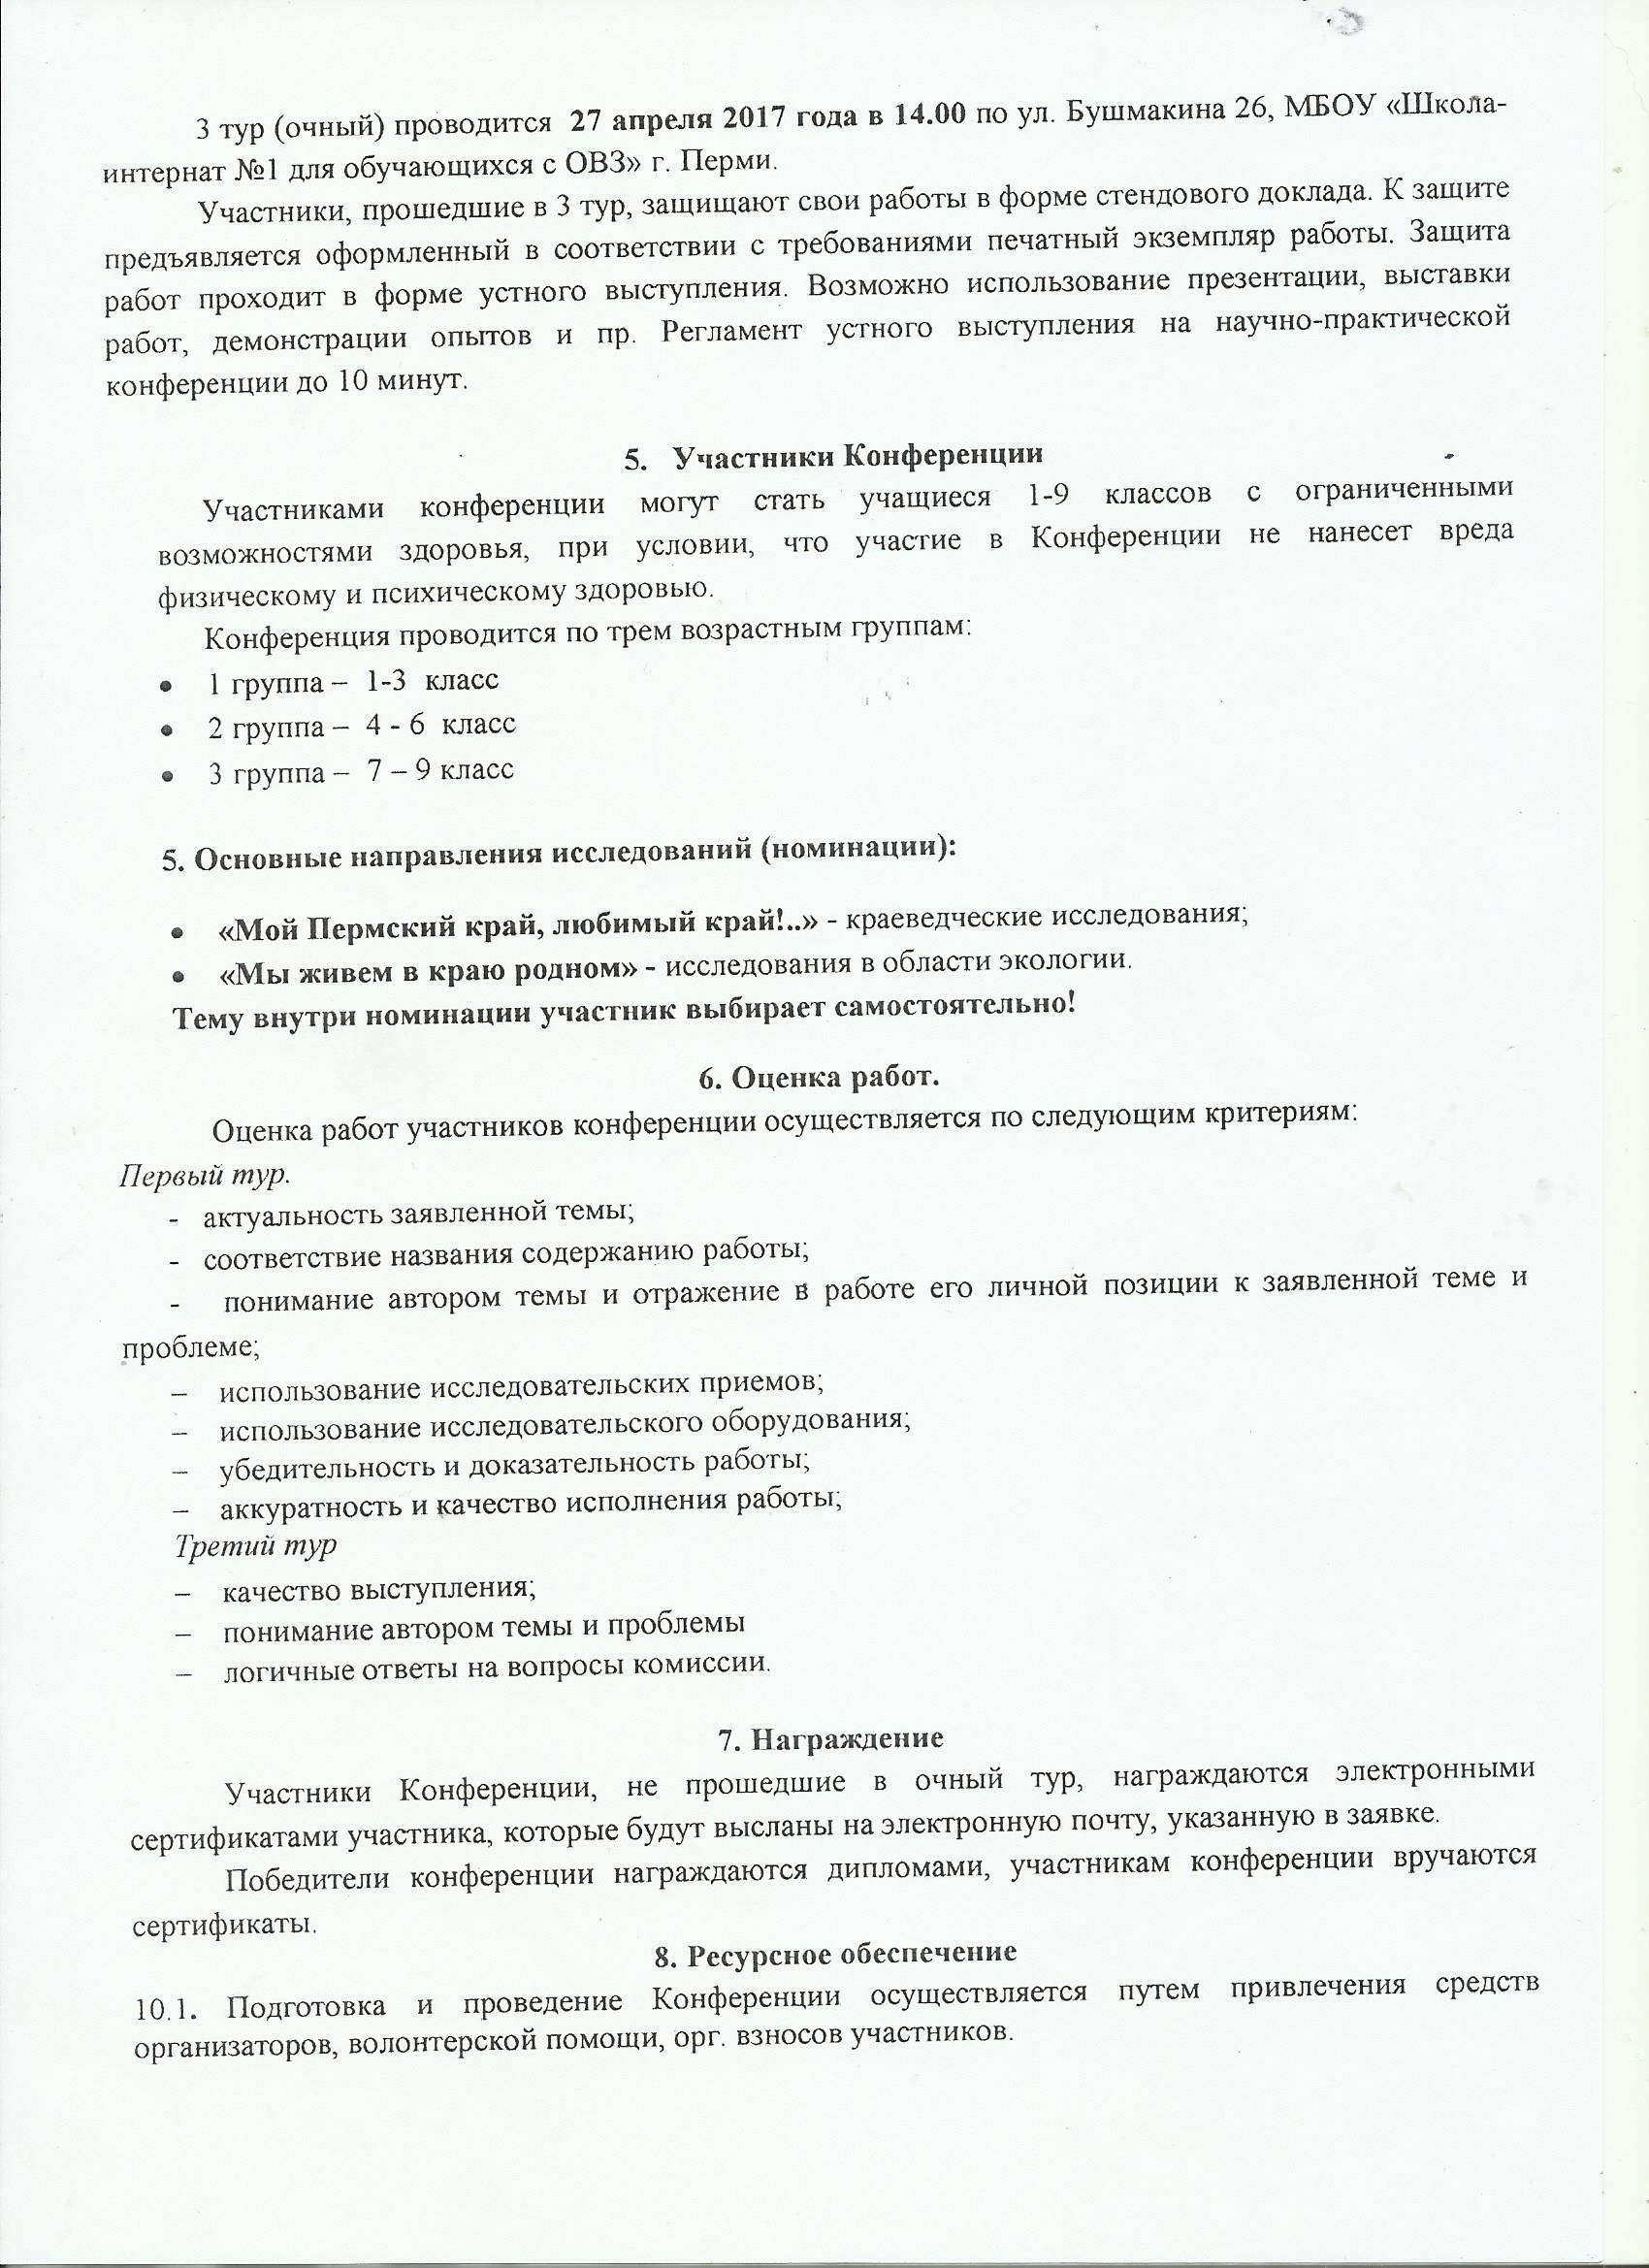 3 тур (очный) проводится 27 апреля 2017 года в 14.00 по ул. Бушмакина 26, МБОУ «Школа-
интернат №1 для обучающихся с ОВЗ» г. Перми.
Участники, прошедшие в 3 тур, защищают свои работы в форме стендового доклада. К защите
предъявляется оформленный в соответствии с требованиями печатный экземпляр работы. Защита
работ проходит в форме устного выступления. Возможно использование презентации, выставки
работ, демонстрации опытов и пр. Регламент устного выступления на научно-практической
конференции до 10 минут.
5. Участники Конференции
Участниками конференции могут стать учащиеся 1-9 классов с ограниченными
возможностями здоровья, при условии, что участие в Конференции не нанесет вреда
физическому и психическому здоровью.
Конференция проводится по трем возрастным группам:
• 1 группа – 1-3 класс
• 2 группа – 4 - 6 класс
• 3 группа – 7 – 9 класс
5. Основные направления исследований (номинации):
• «Мой Пермский край, любимый край!..» - краеведческие исследования;
• «Мы живем в краю родном» - исследования в области экологии.
Тему внутри номинации участник выбирает самостоятельно!
6. Оценка работ.
Оценка работ участников конференции осуществляется по следующим критериям:
Первый тур.
- актуальность заявленной темы;
- соответствие названия содержанию работы;
- понимание автором темы и отражение в работе его личной позиции к заявленной теме и
проблеме;
– использование исследовательских приемов;
– использование исследовательского оборудования;
– убедительность и доказательность работы;
– аккуратность и качество исполнения работы;
Третий тур
– качество выступления;
– понимание автором темы и проблемы
– логичные ответы на вопросы комиссии.
7. Награждение
Участники Конференции, не прошедшие в очный тур, награждаются электронными
сертификатами участника, которые будут высланы на электронную почту, указанную в заявке.
Победители конференции награждаются дипломами, участникам конференции вручаются
сертификаты.
8. Ресурсное обеспечение
10.1. Подготовка и проведение Конференции осуществляется путем привлечения средств
организаторов, волонтерской помощи, орг. взносов участников.